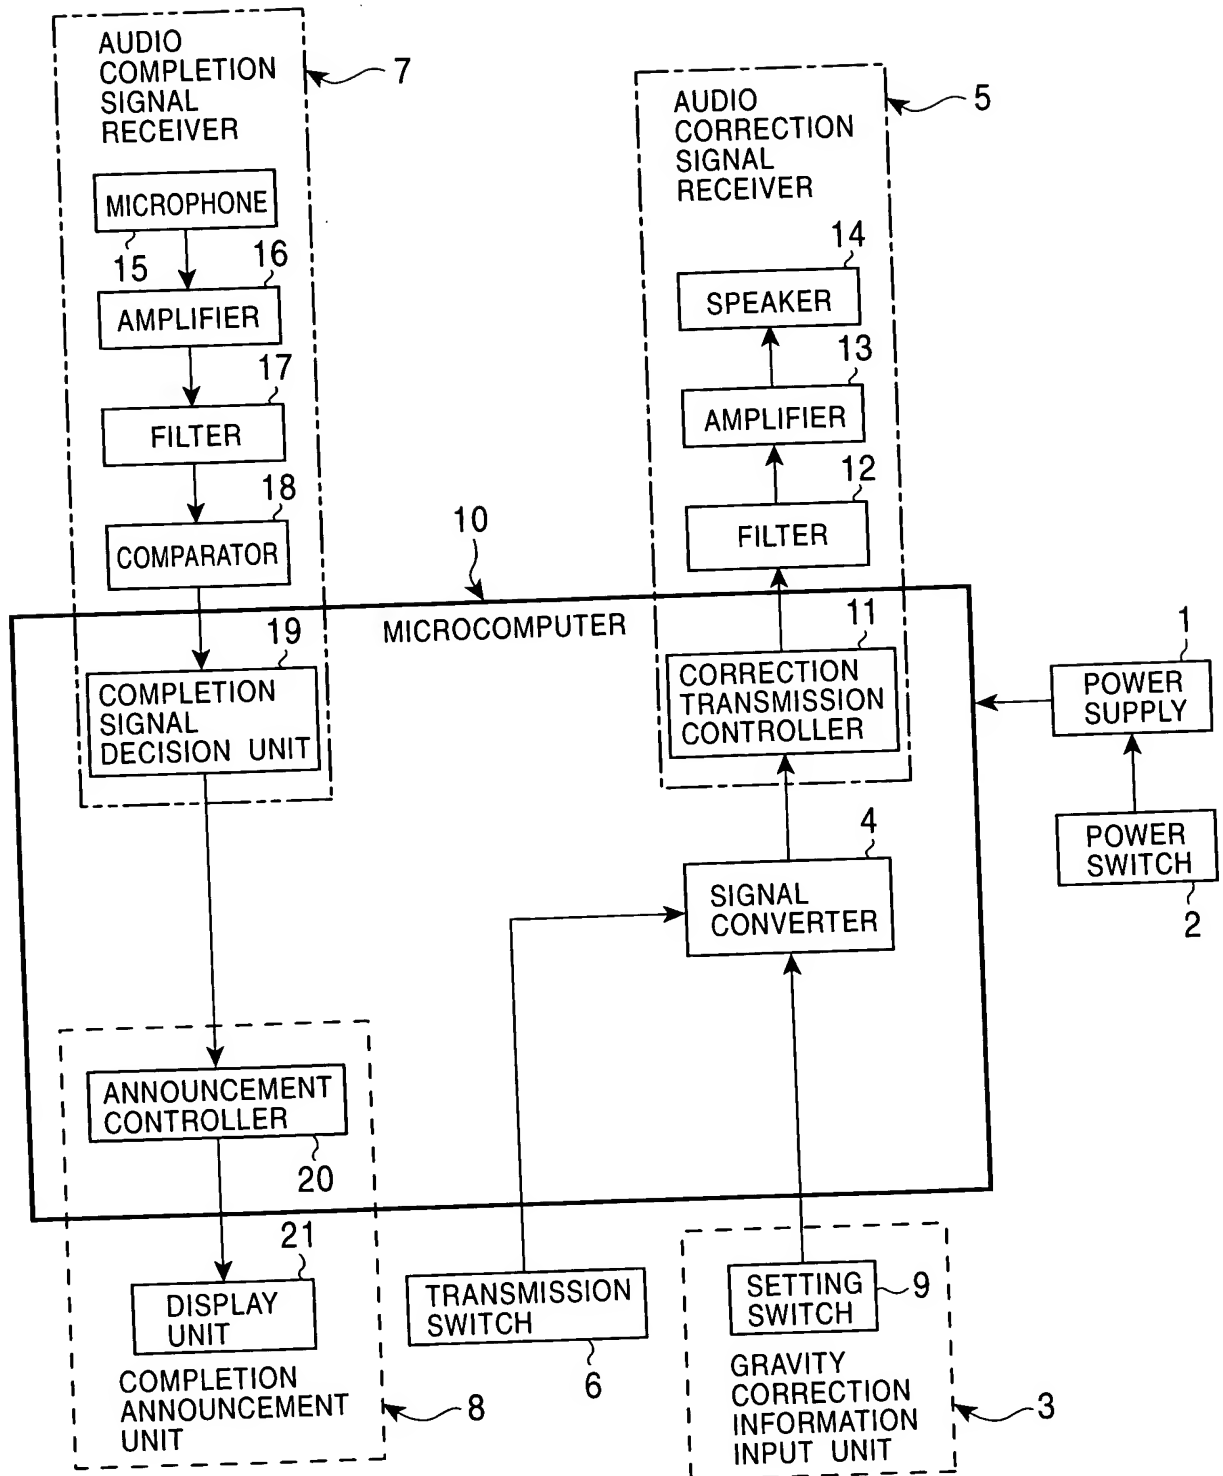 AUDIO
COMPLETION
SIGNAL
RECEIVER
7
MICROPHONE
15
16
AMPLIFIER
17
FILTER
18
COMPARATOR
19
COMPLETION
SIGNAL
DECISION UNIT
AUDIO
CORRECTION
SIGNAL
RECEIVER
5
14
SPEAKER
13
AMPLIFIER
12
FILTER
10
MICROCOMPUTER
11
CORRECTION
TRANSMISSION
CONTROLLER
1
POWER
SUPPLY
POWER
SWITCH
2
4
SIGNAL
CONVERTER
ANNOUNCEMENT
CONTROLLER
20
21
DISPLAY
UNIT
COMPLETION
ANNOUNCEMENT
UNIT
8
TRANSMISSION
SWITCH
6
SETTING
SWITCH
9
GRAVITY
CORRECTION
INFORMATION
INPUT UNIT
3